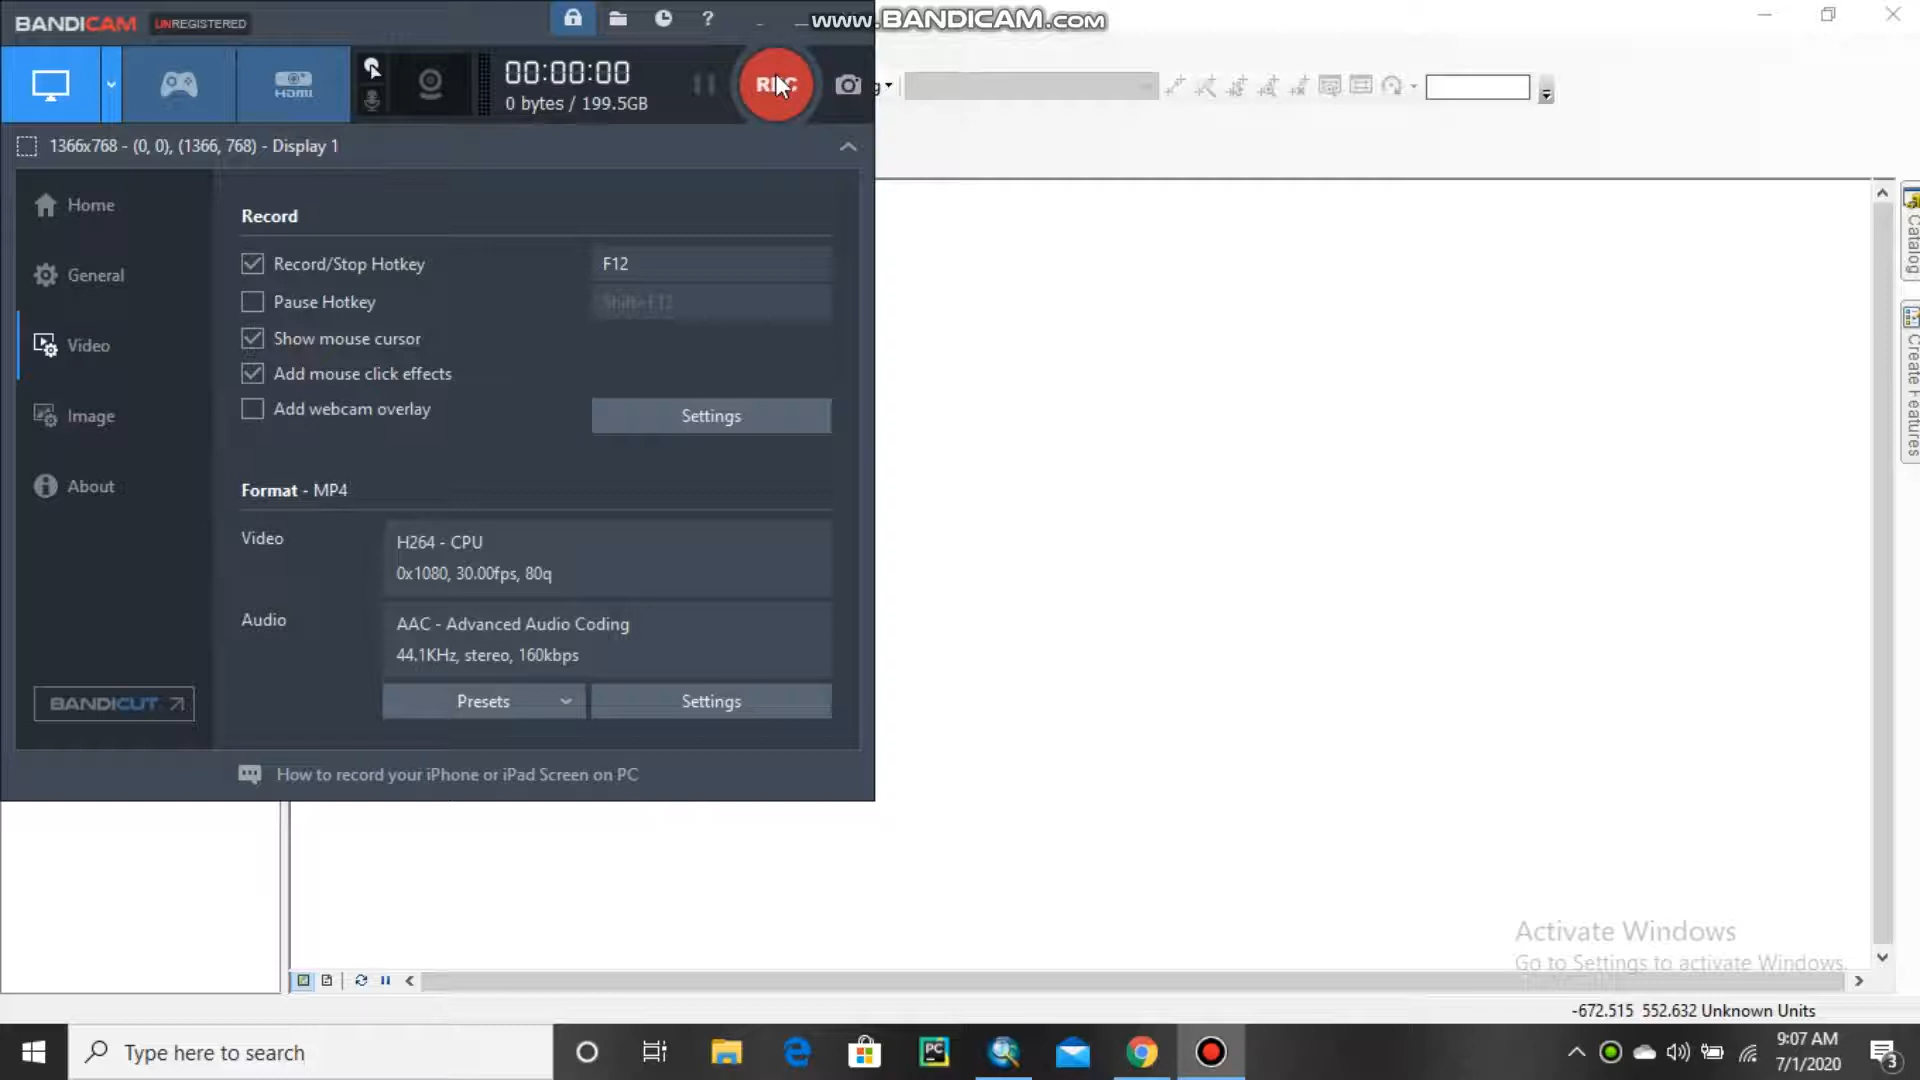 BANDICAM UNREGISTERED
www.BANDICAM.com
HDMI
00:00:00
0 bytes / 199.5GB
REC
1366x768 - (0, 0), (1366, 768) - Display 1
Home
General
Video
Image
About
BANDICUT
Record
Record/Stop Hotkey
F12
Pause Hotkey
Shift+F12
Show mouse cursor
Add mouse click effects
Add webcam overlay
Settings
Format - MP4
Video
H264 - CPU
0x1080, 30.00fps, 80q
Audio
AAC - Advanced Audio Coding
44.1KHz, stereo, 160kbps
Presets
Settings
How to record your iPhone or iPad Screen on PC
Catalog
Create Features
Activate Windows
Go to Settings to activate Windows.
-672.515 552.632 Unknown Units
Type here to search
PC
9:07 AM
7/1/2020
3